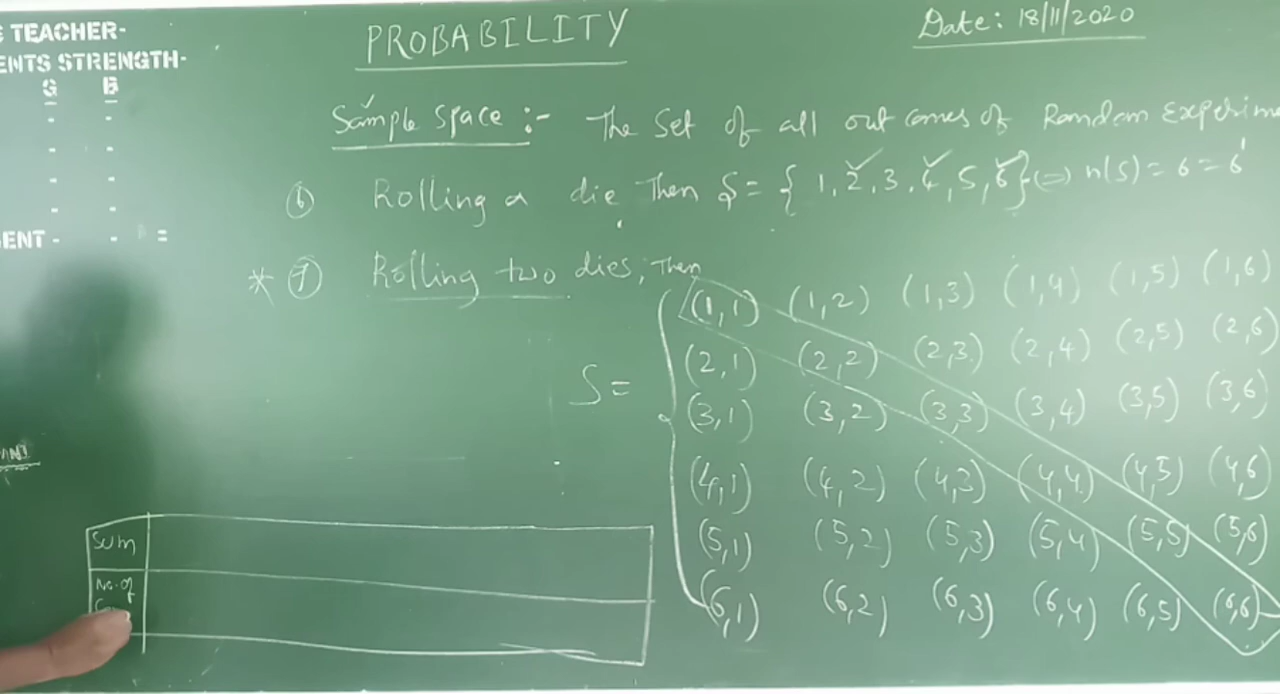 TEACHER-
ENTS STRENGTH-
G B
- -
- -
- -
- -
ENT - - =
PROBABILITY
Date: 18/11/2020
Sample space :- The Set of all out comes of Random Experime
⑥ Rolling a die Then S = { 1, 2, 3, 4, 5, 6} ⇒ n(S) = 6 = 6¹
* ⑦ Rolling two dies, Then
S =
(1,1) (1,2) (1,3) (1,4) (1,5) (1,6)
(2,1) (2,2) (2,3) (2,4) (2,5) (2,6)
(3,1) (3,2) (3,3) (3,4) (3,5) (3,6)
(4,1) (4,2) (4,3) (4,4) (4,5) (4,6)
(5,1) (5,2) (5,3) (5,4) (5,5) (5,6)
(6,1) (6,2) (6,3) (6,4) (6,5) (6,6)
Sum
No. of